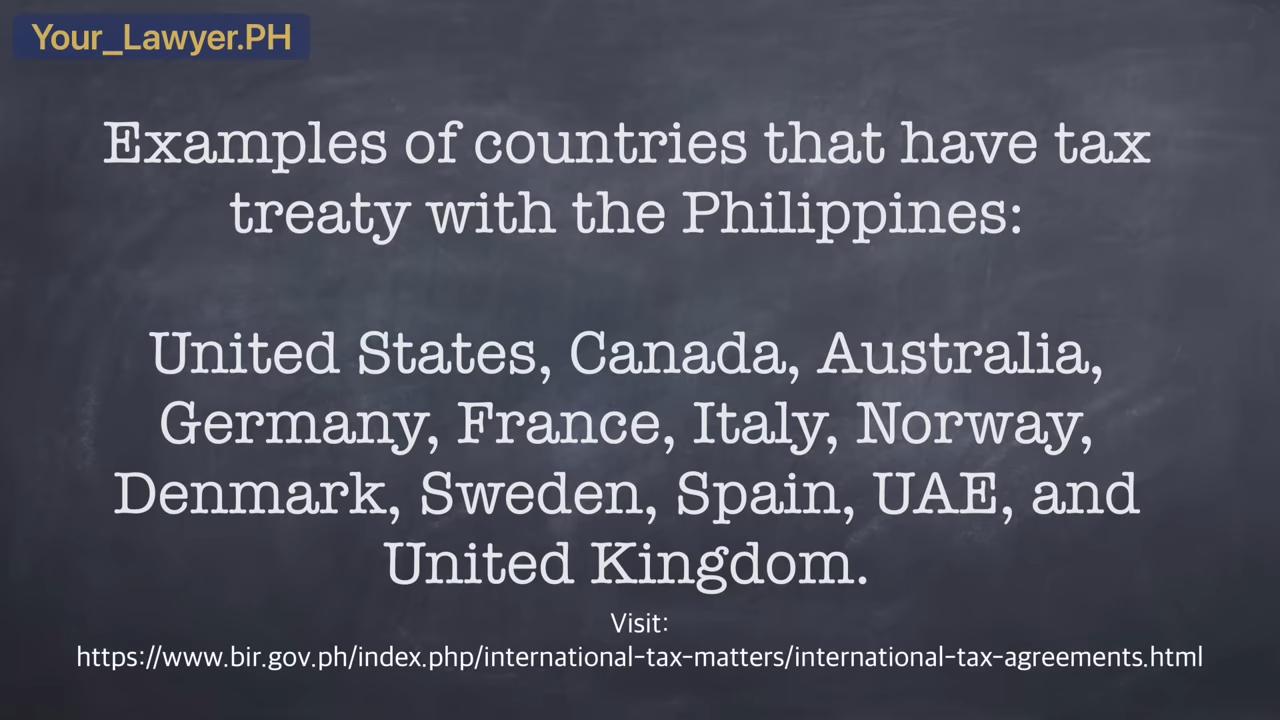 Your_Lawyer.PH
Examples of countries that have tax
treaty with the Philippines:
United States, Canada, Australia,
Germany, France, Italy, Norway,
Denmark, Sweden, Spain, UAE, and
United Kingdom.
Visit:
https://www.bir.gov.ph/index.php/international-tax-matters/international-tax-agreements.html